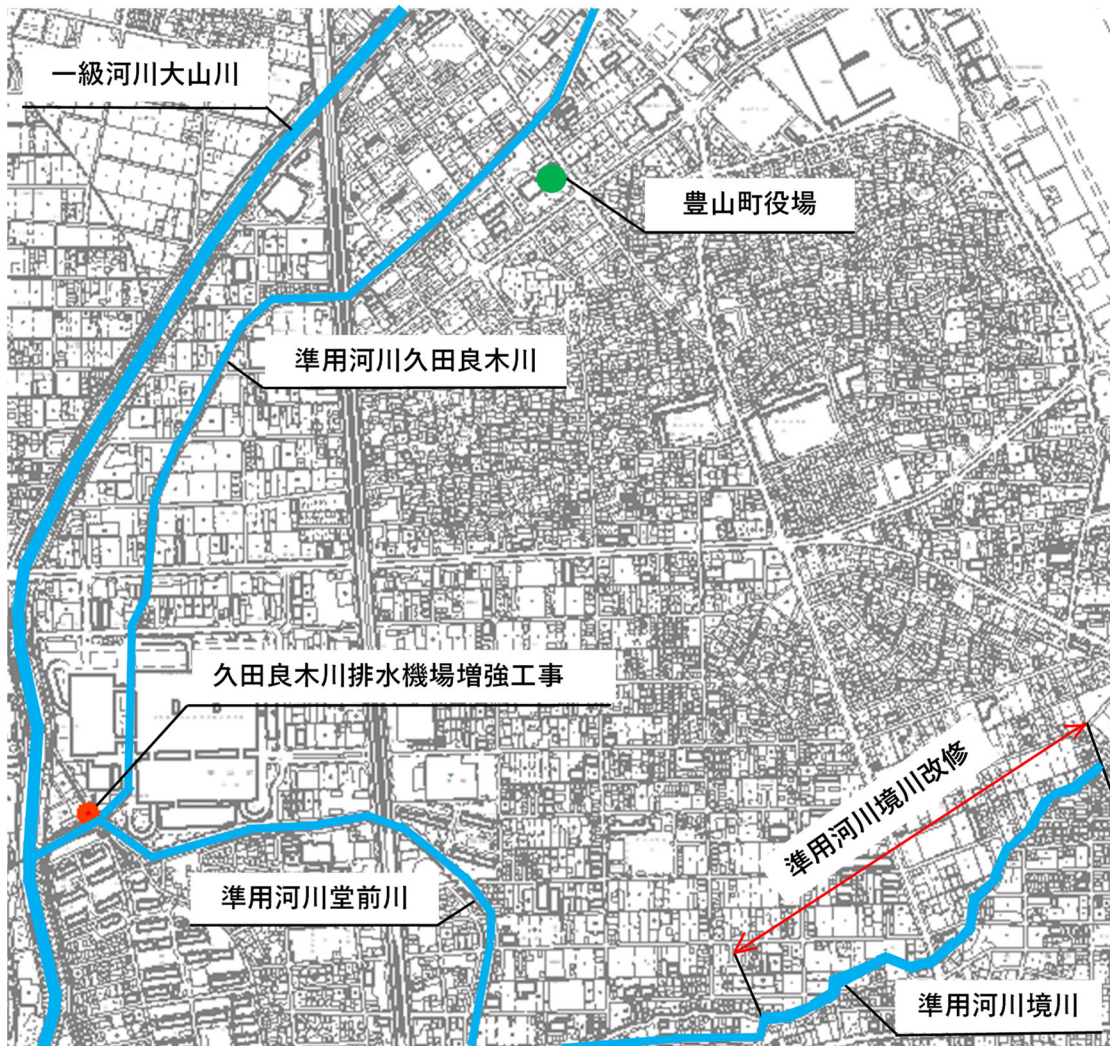 一級河川大山川
豊山町役場
準用河川久田良木川
久田良木川排水機場増強工事
準用河川境川改修
準用河川堂前川
準用河川境川